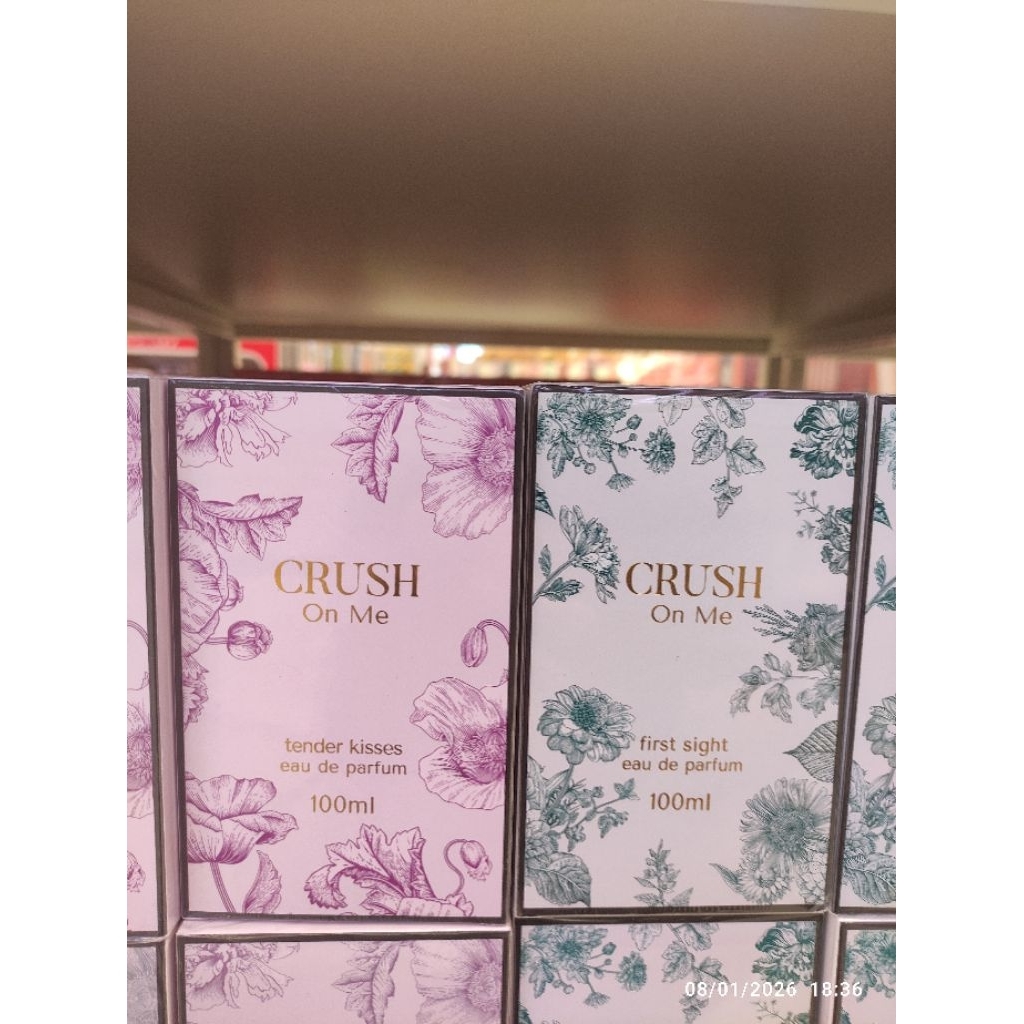 CRUSH
On Me
tender kisses
eau de parfum
100ml
CRUSH
On Me
first sight
eau de parfum
100ml
08/01/2026 18:36